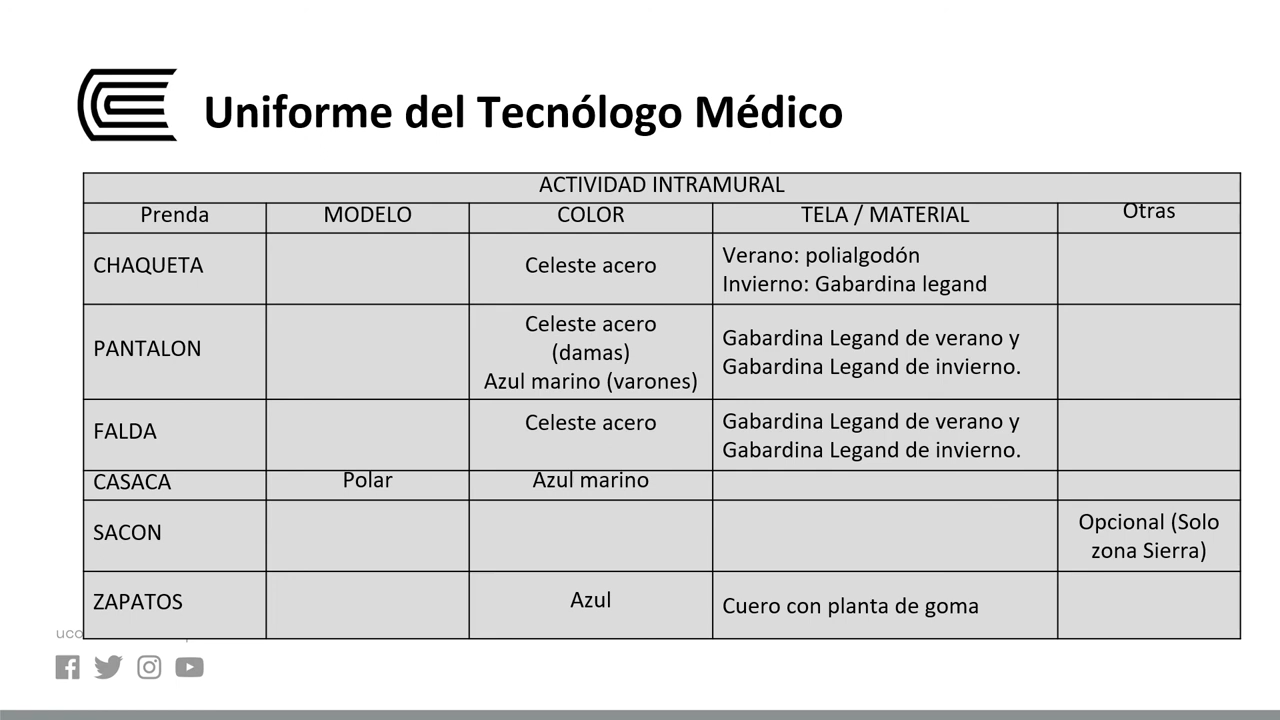 Uniforme del Tecnólogo Médico
ACTIVIDAD INTRAMURAL
Prenda MODELO COLOR TELA / MATERIAL Otras
CHAQUETA Celeste acero Verano: polialgodón
Invierno: Gabardina legand
PANTALON Celeste acero
(damas)
Azul marino (varones) Gabardina Legand de verano y
Gabardina Legand de invierno.
FALDA Celeste acero Gabardina Legand de verano y
Gabardina Legand de invierno.
CASACA Polar Azul marino
SACON Opcional (Solo
zona Sierra)
ZAPATOS Azul Cuero con planta de goma